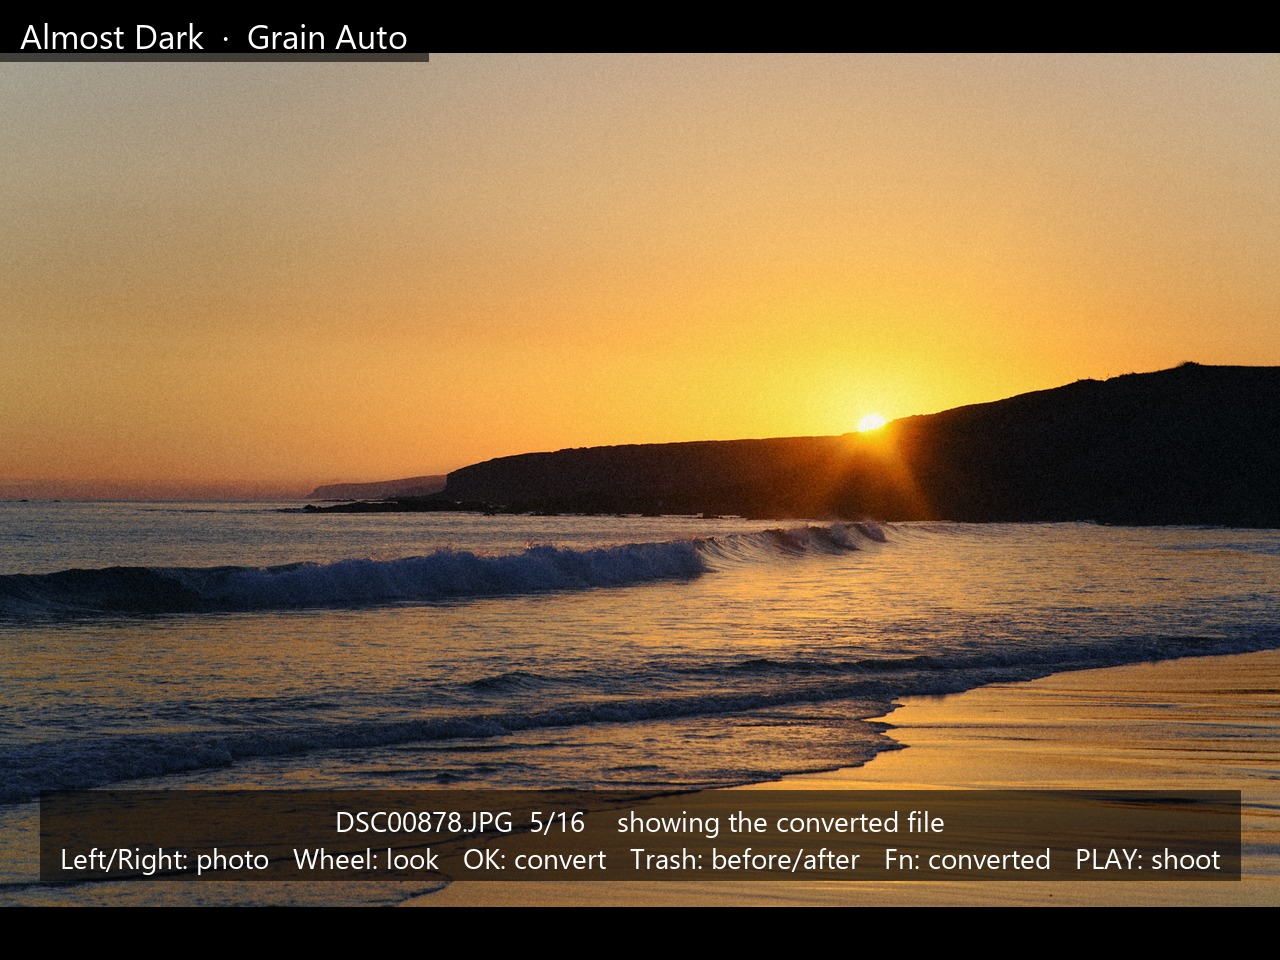 Almost Dark · Grain Auto
DSC00878.JPG 5/16 showing the converted file
Left/Right: photo Wheel: look OK: convert Trash: before/after Fn: converted PLAY: shoot